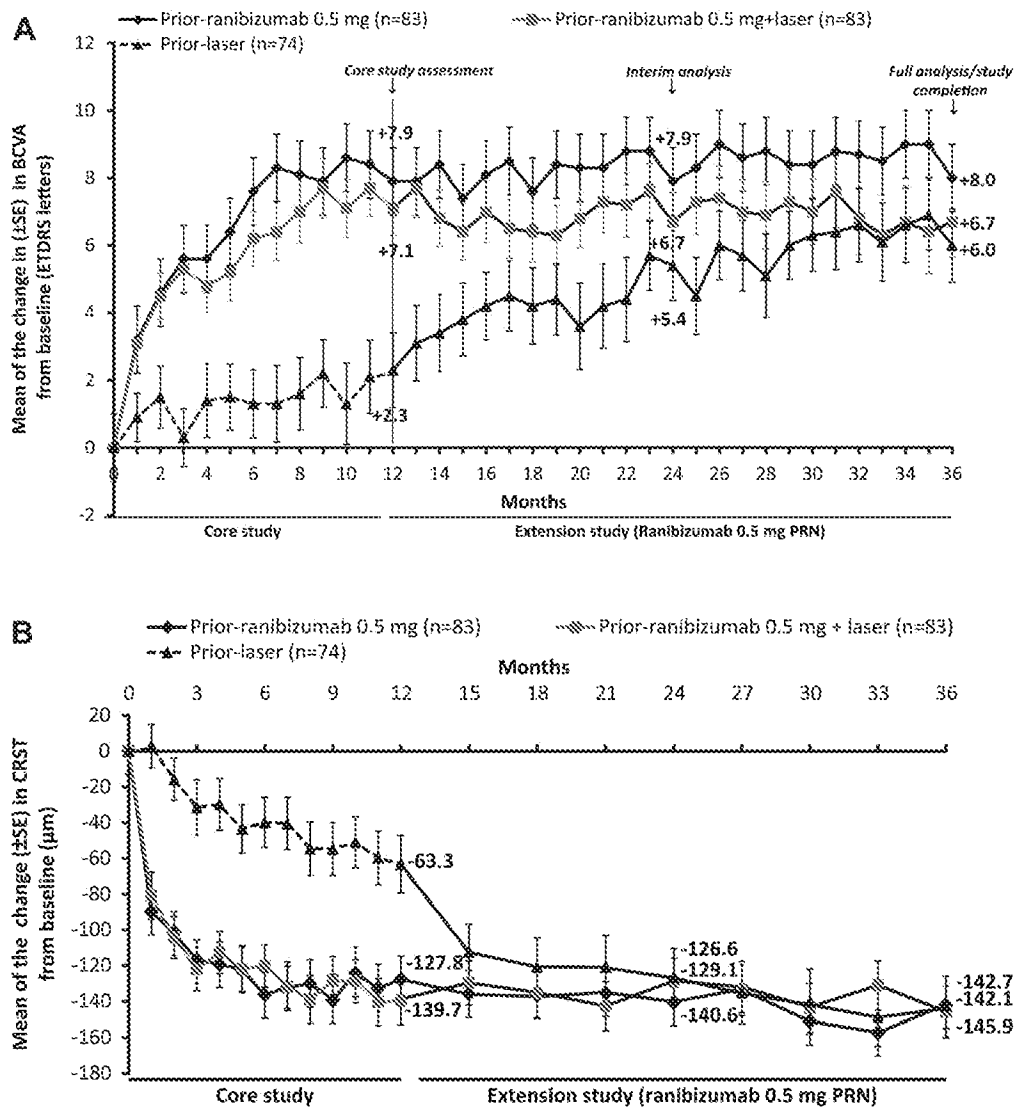 A
Prior-ranibizumab 0.5 mg (n=83) Prior-ranibizumab 0.5 mg+laser (n=83)
Prior-laser (n=74)
Mean of the change in (±SE) in BCVA
from baseline (ETDRS letters)
12
10
8
6
4
2
0
-2
Core study assessment
Interim analysis
Full analysis/study
completion
+7.9
+7.9
+8.0
+7.1
+6.7
+6.7
+6.0
+5.4
+2.3
0 2 4 6 8 10 12 14 16 18 20 22 24 26 28 30 32 34 36
Months
Core study Extension study (Ranibizumab 0.5 mg PRN)
B
Prior-ranibizumab 0.5 mg (n=83) Prior-ranibizumab 0.5 mg + laser (n=83)
Prior-laser (n=74)
Months
0 3 6 9 12 15 18 21 24 27 30 33 36
Mean of the change (±SE) in CRST
from baseline (μm)
20
0
-20
-40
-60
-80
-100
-120
-140
-160
-180
-63.3
-127.8
-139.7
-126.6
-129.1
-140.6
-142.7
-142.1
-145.9
Core study Extension study (ranibizumab 0.5 mg PRN)